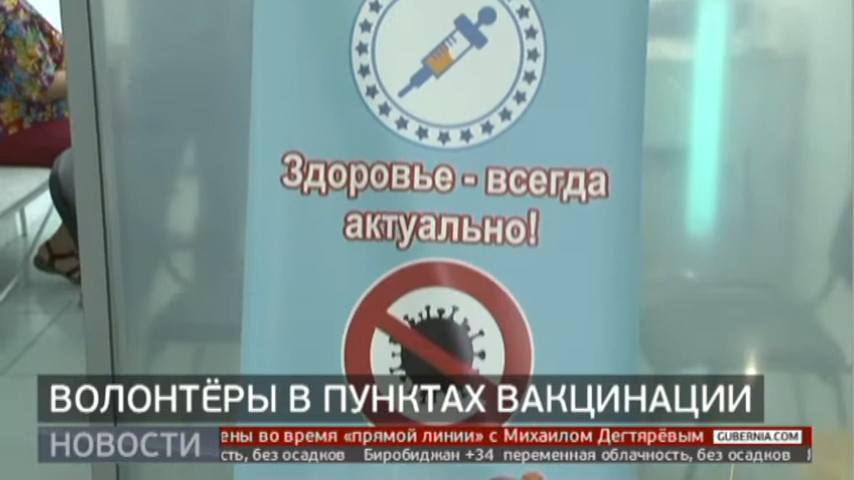 Здоровье - всегда
актуально!
ВОЛОНТЁРЫ В ПУНКТАХ ВАКЦИНАЦИИ
НОВОСТИ
ены во время «прямой линии» с Михаилом Дегтярёвым
GUBERNIA.COM
сть, без осадков Биробиджан +34 переменная облачность, без осадков